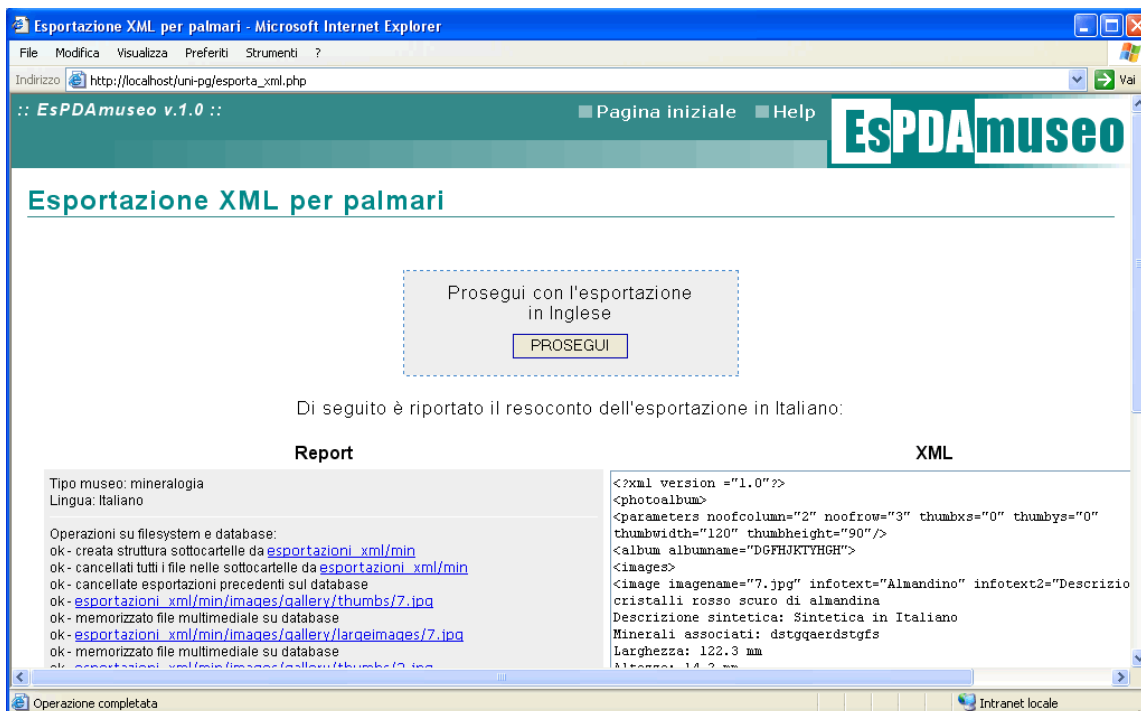 Esportazione XML per palmari - Microsoft Internet Explorer
File Modifica Visualizza Preferiti Strumenti ?
Indirizzo http://localhost/uni-pg/esporta_xml.php Vai
:: EsPDAmuseo v.1.0 :: Pagina iniziale Help EsPDAmuseo
Esportazione XML per palmari
Prosegui con l'esportazione
in Inglese
PROSEGUI
Di seguito è riportato il resoconto dell'esportazione in Italiano:
Report
Tipo museo: mineralogia
Lingua: Italiano
Operazioni su filesystem e database:
ok - creata struttura sottocartelle da esportazioni_xml/min
ok - cancellati tutti i file nelle sottocartelle da esportazioni_xml/min
ok - cancellate esportazioni precedenti sul database
ok - esportazioni_xml/min/images/gallery/thumbs/7.jpg
ok - memorizzato file multimediale su database
ok - esportazioni_xml/min/images/gallery/largeimages/7.jpg
ok - memorizzato file multimediale su database
XML
<?xml version ="1.0"?>
<photoalbum>
<parameters noofcolumn="2" noofrow="3" thumbxs="0" thumbys="0"
thumbwidth="120" thumbheight="90"/>
<album albumname="DGFHJKTYHGH">
<images>
<image imagename="7.jpg" infotext="Almandino" infotext2="Descrizio
cristalli rosso scuro di almandina
Descrizione sintetica: Sintetica in Italiano
Minerali associati: dstgqaerdstgfs
Larghezza: 122.3 mm
Operazione completata Intranet locale